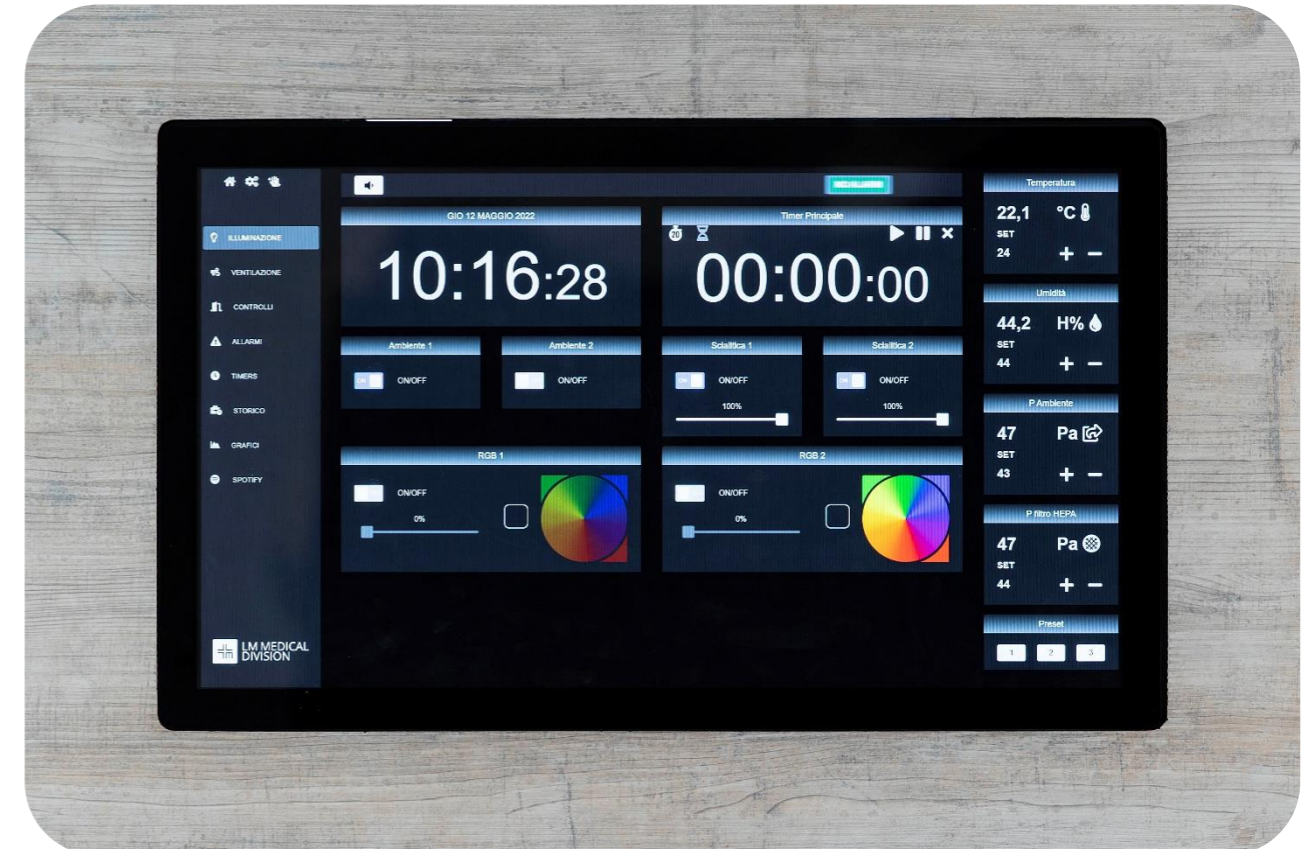 ILLUMINAZIONE
VENTILAZIONE
CONTROLLI
ALLARMI
TIMERS
STORICO
GRAFICI
SPOTIFY
LM MEDICAL
DIVISION
GIO 12 MAGGIO 2022
10:16:28
Timer Principale
20
00:00:00
Ambiente 1
ON
ON/OFF
Ambiente 2
ON/OFF
Scialitica 1
ON
ON/OFF
100%
Scialitica 2
ON
ON/OFF
100%
RGB 1
ON/OFF
0%
RGB 2
ON/OFF
0%
Temperatura
22,1 °C
SET
24 + −
Umidità
44,2 H%
SET
44 + −
P Ambiente
47 Pa
SET
43 + −
P filtro HEPA
47 Pa
SET
44 + −
Preset
1 2 3